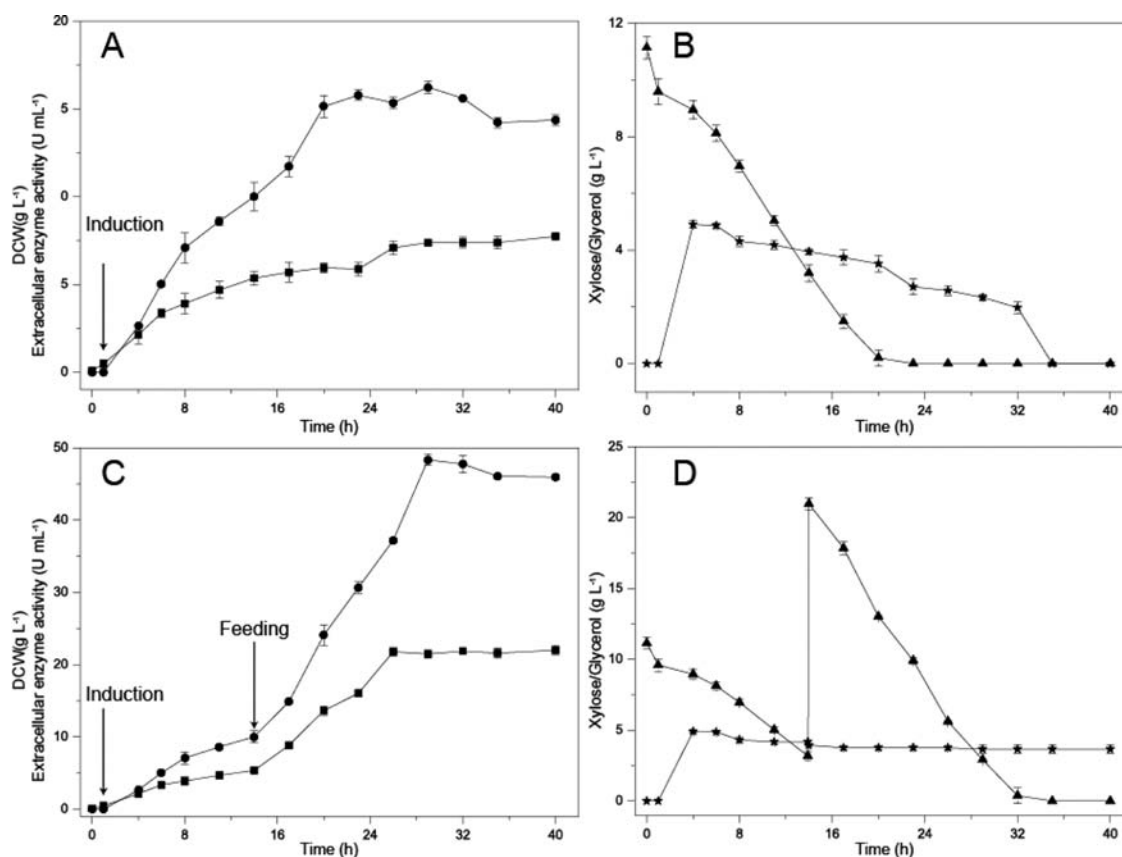 A
20
5
0
5
0
Induction
DCW(g L⁻¹)
Extracellular enzyme activity (U mL⁻¹)
0 8 16 24 32 40
Time (h)
B
12
8
4
0
Xylose/Glycerol (g L⁻¹)
0 8 16 24 32 40
Time (h)
C
50
40
30
20
10
0
Feeding
Induction
DCW(g L⁻¹)
Extracellular enzyme activity (U mL⁻¹)
0 8 16 24 32 40
Time (h)
D
25
20
15
10
5
0
Xylose/Glycerol (g L⁻¹)
0 8 16 24 32 40
Time (h)